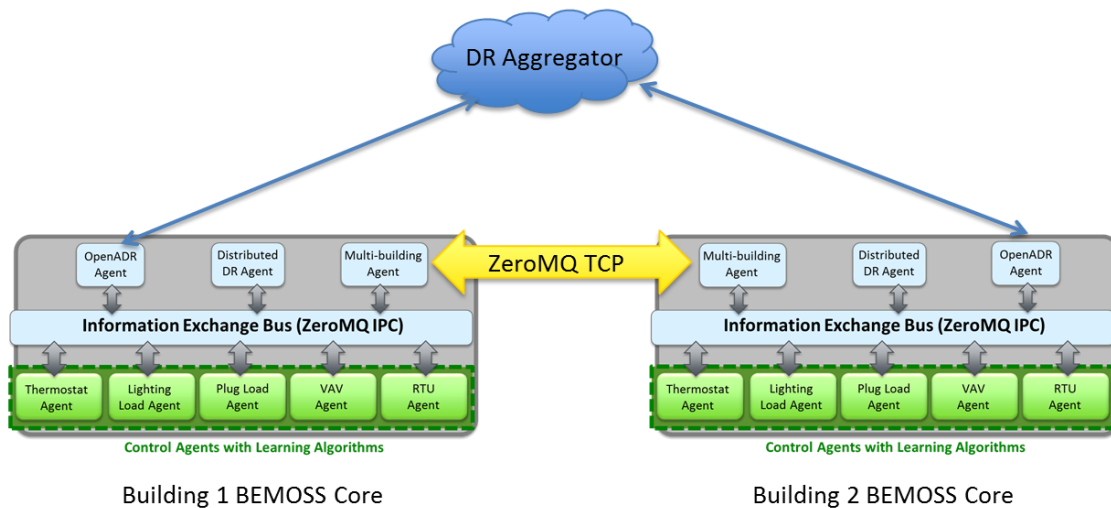 DR Aggregator
OpenADR
Agent
Distributed
DR Agent
Multi-building
Agent
ZeroMQ TCP
Multi-building
Agent
Distributed
DR Agent
OpenADR
Agent
Information Exchange Bus (ZeroMQ IPC)
Information Exchange Bus (ZeroMQ IPC)
Thermostat
Agent
Lighting
Load Agent
Plug Load
Agent
VAV
Agent
RTU
Agent
Thermostat
Agent
Lighting
Load Agent
Plug Load
Agent
VAV
Agent
RTU
Agent
Control Agents with Learning Algorithms
Control Agents with Learning Algorithms
Building 1 BEMOSS Core
Building 2 BEMOSS Core